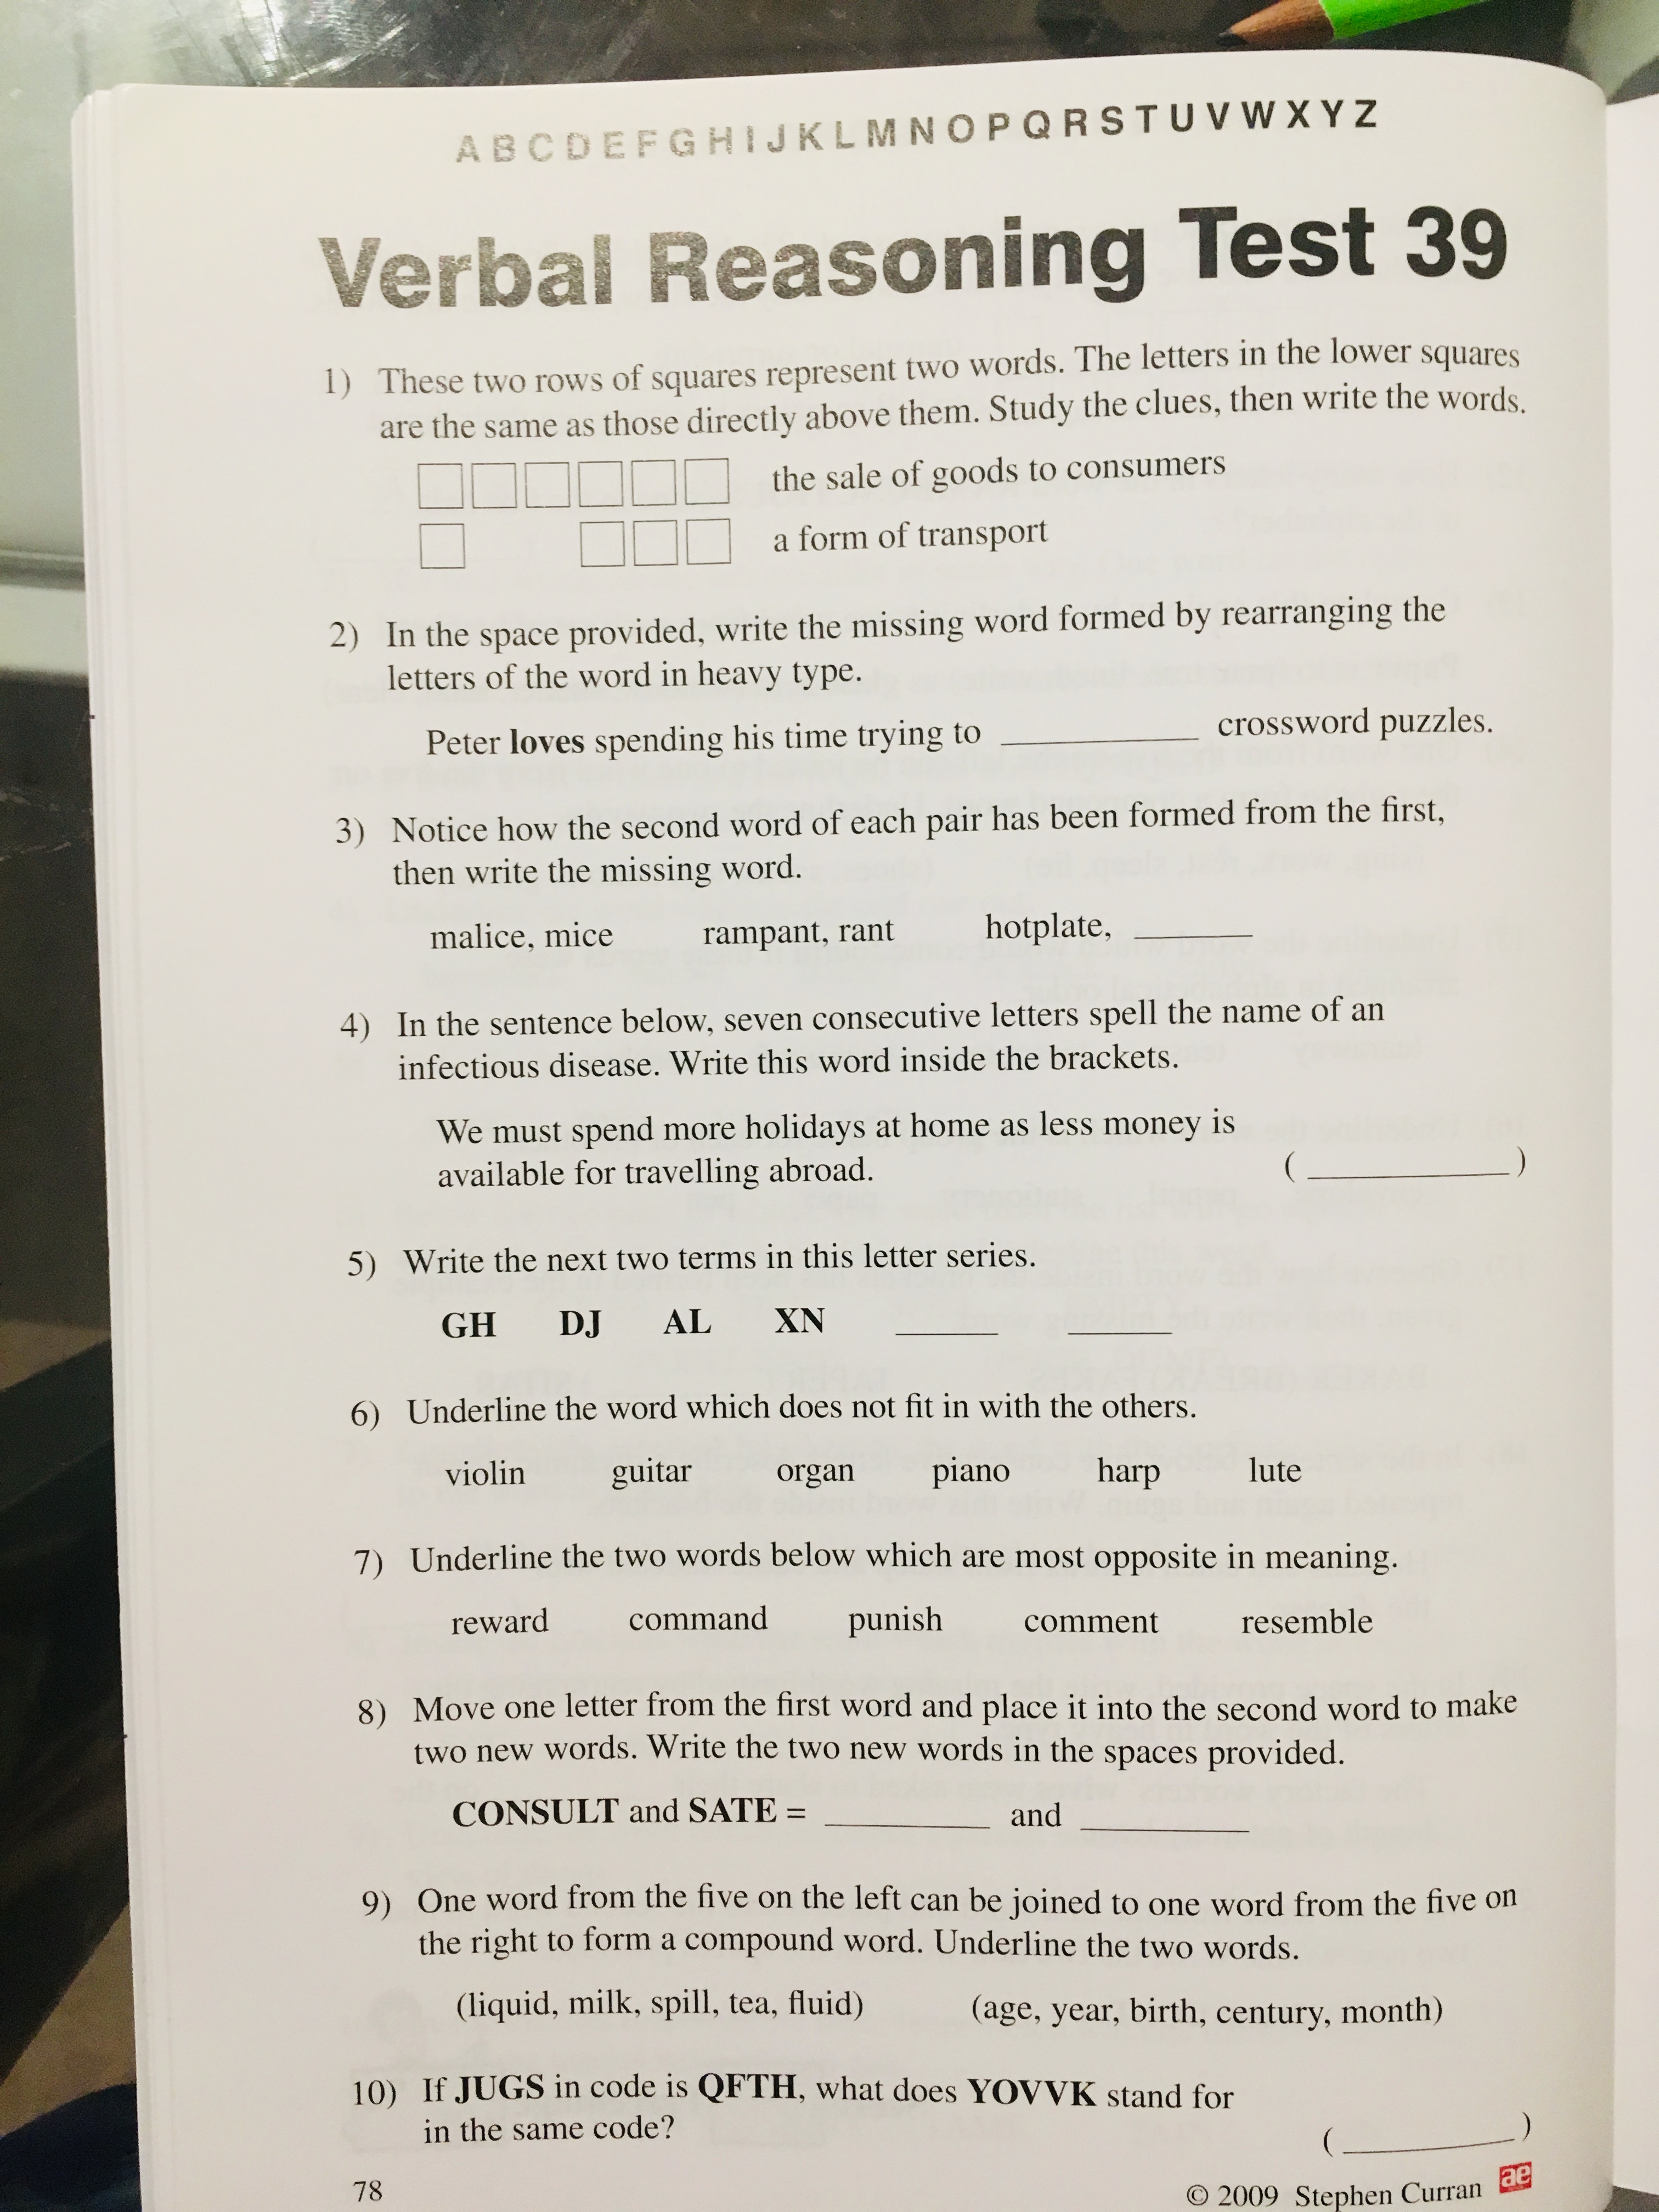 A B C D E F G H I J K L M N O P Q R S T U V W X Y Z
Verbal Reasoning Test 39
1) These two rows of squares represent two words. The letters in the lower squares
are the same as those directly above them. Study the clues, then write the words.
the sale of goods to consumers
a form of transport
2) In the space provided, write the missing word formed by rearranging the
letters of the word in heavy type.
Peter loves spending his time trying to __________ crossword puzzles.
3) Notice how the second word of each pair has been formed from the first,
then write the missing word.
malice, mice rampant, rant hotplate, ______
4) In the sentence below, seven consecutive letters spell the name of an
infectious disease. Write this word inside the brackets.
We must spend more holidays at home as less money is
available for travelling abroad. ( __________ )
5) Write the next two terms in this letter series.
GH DJ AL XN _____ _____
6) Underline the word which does not fit in with the others.
violin guitar organ piano harp lute
7) Underline the two words below which are most opposite in meaning.
reward command punish comment resemble
8) Move one letter from the first word and place it into the second word to make
two new words. Write the two new words in the spaces provided.
CONSULT and SATE = ________ and ________
9) One word from the five on the left can be joined to one word from the five on
the right to form a compound word. Underline the two words.
(liquid, milk, spill, tea, fluid) (age, year, birth, century, month)
10) If JUGS in code is QFTH, what does YOVVK stand for
in the same code? ( ________ )
78 © 2009 Stephen Curran ae